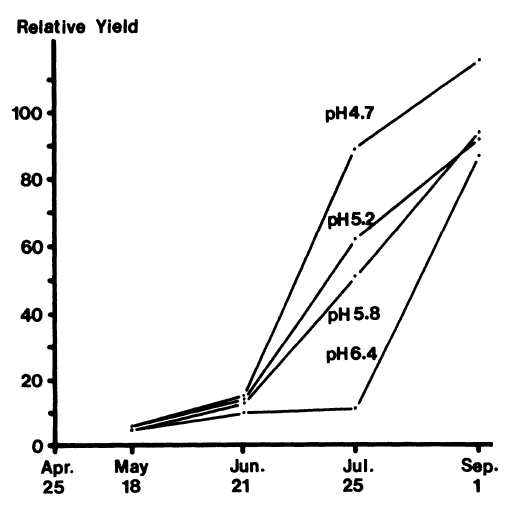 Relative Yield
100
80
60
40
20
0
pH4.7
pH5.2
pH5.8
pH6.4
Apr. May Jun. Jul. Sep.
25 18 21 25 1